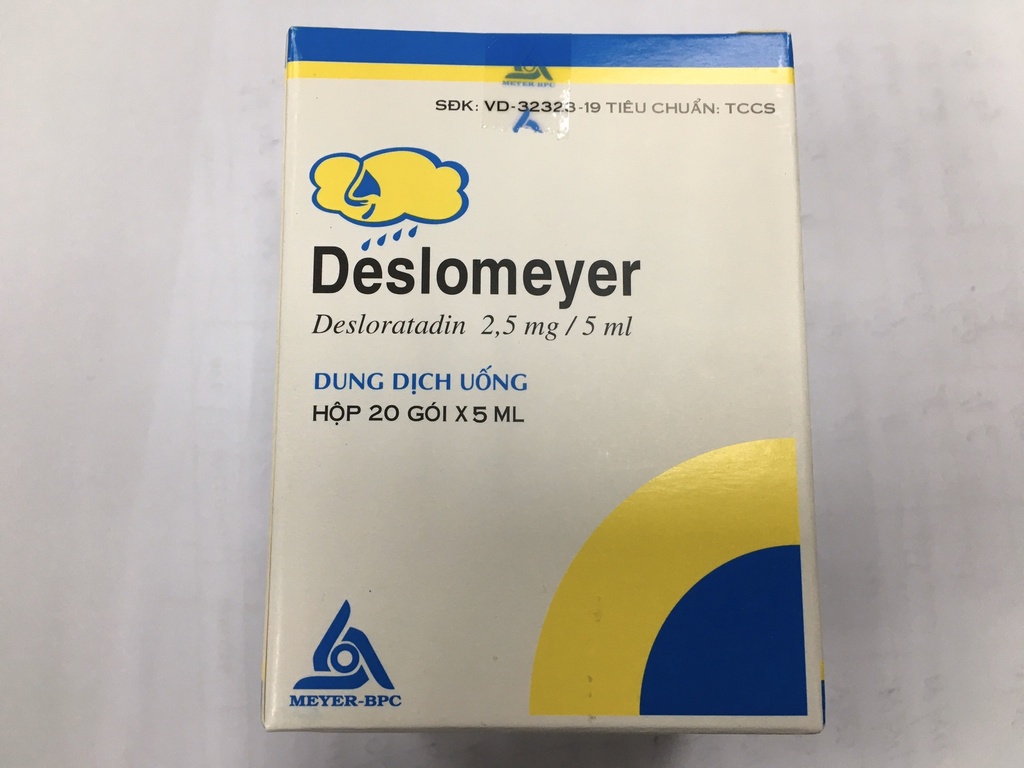 METER-BPC
SĐK: VD-32323-19 TIÊU CHUẨN: TCCS
Deslomeyer
Desloratadin 2,5 mg / 5 ml
DUNG DỊCH UỐNG
HỘP 20 GÓI X 5 ML
MEYER-BPC